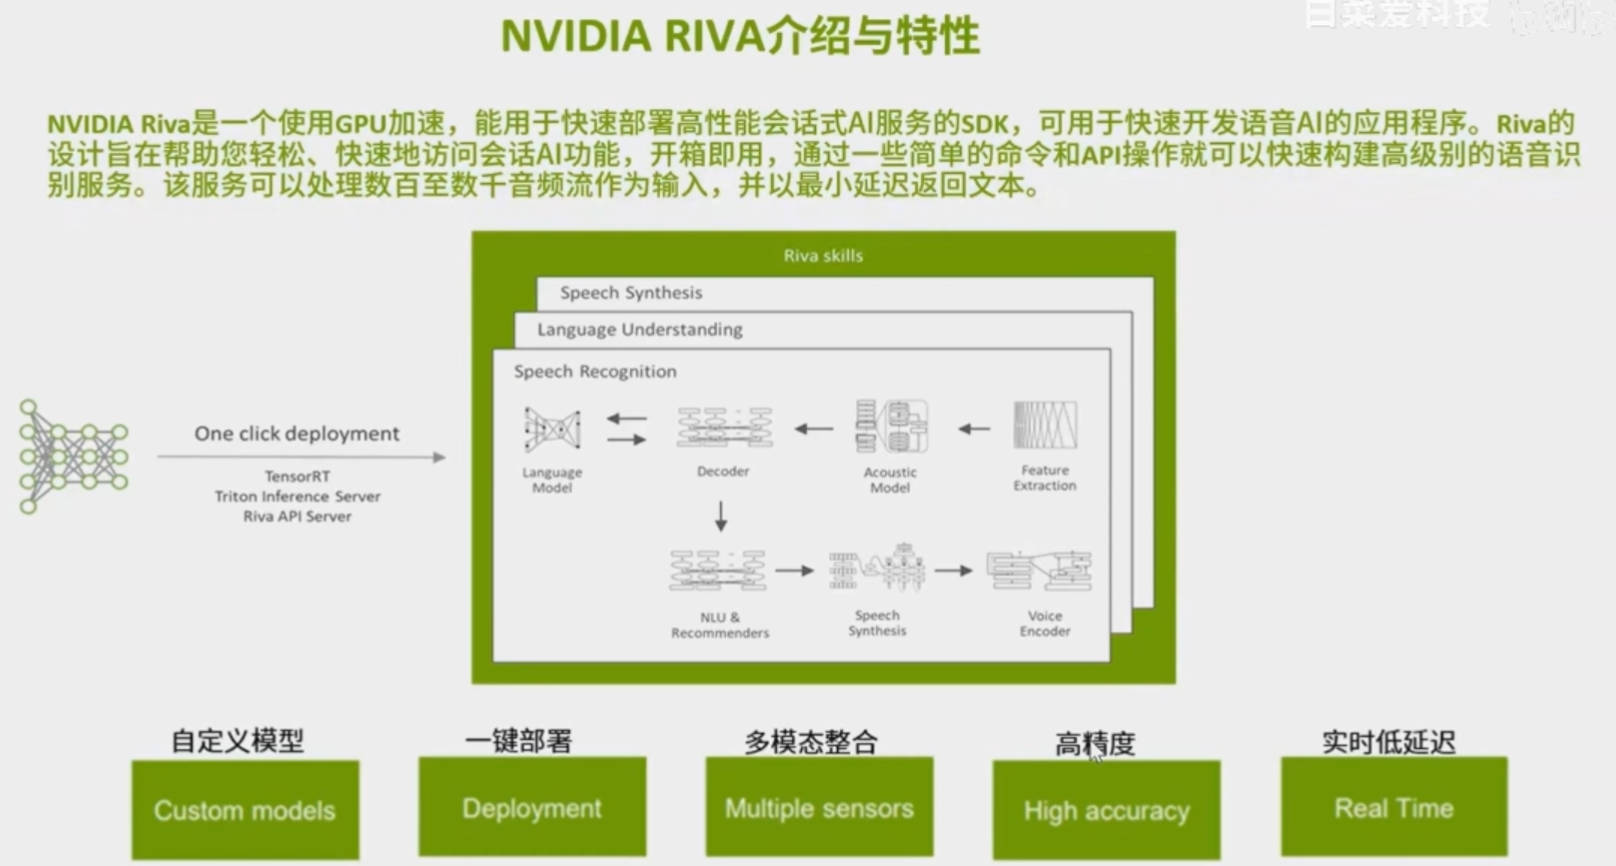 NVIDIA RIVA介绍与特性
白菜爱科技
NVIDIA Riva是一个使用GPU加速，能用于快速部署高性能会话式AI服务的SDK，可用于快速开发语音AI的应用程序。Riva的
设计旨在帮助您轻松、快速地访问会话AI功能，开箱即用，通过一些简单的命令和API操作就可以快速构建高级别的语音识
别服务。该服务可以处理数百至数千音频流作为输入，并以最小延迟返回文本。
Riva skills
Speech Synthesis
Language Understanding
Speech Recognition
Language
Model
Decoder
Acoustic
Model
Feature
Extraction
One click deployment
TensorRT
Triton Inference Server
Riva API Server
NLU &
Recommenders
Speech
Synthesis
Voice
Encoder
自定义模型
一键部署
多模态整合
高精度
实时低延迟
Custom models
Deployment
Multiple sensors
High accuracy
Real Time